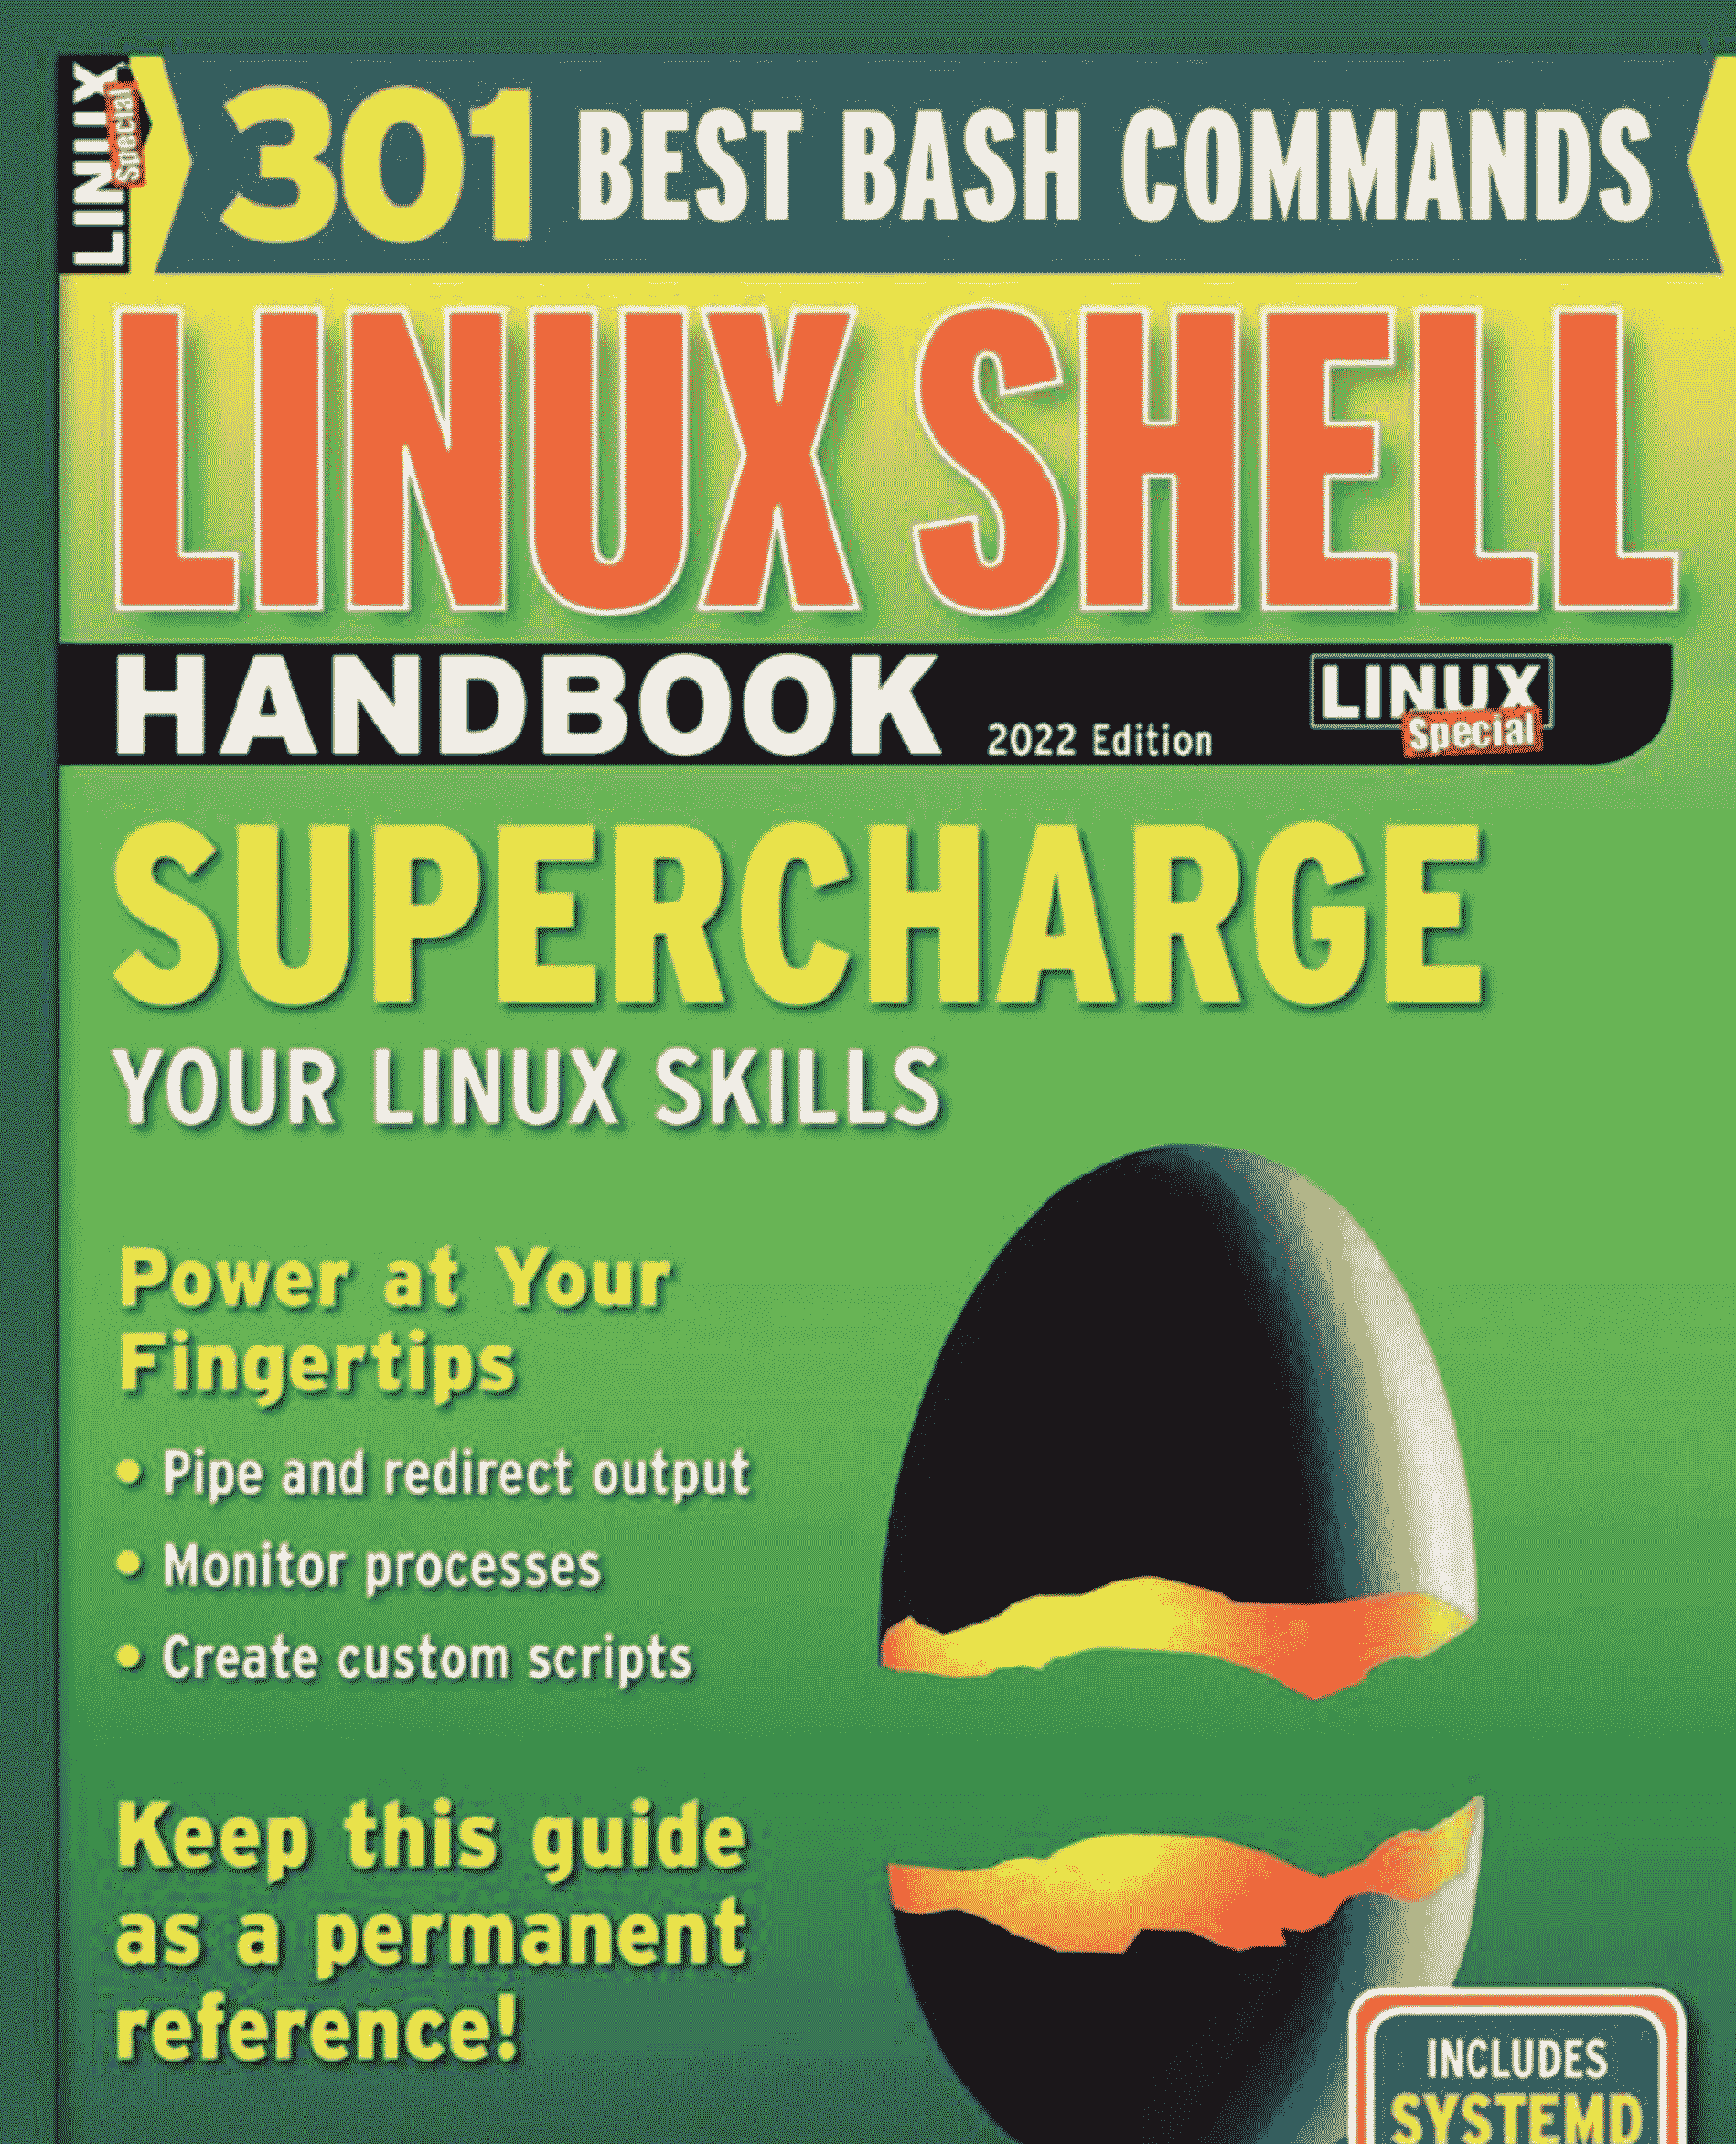 LINUX
Special
301 BEST BASH COMMANDS
LINUX SHELL
HANDBOOK 2022 Edition
LINUX
Special
SUPERCHARGE
YOUR LINUX SKILLS
Power at Your
Fingertips
• Pipe and redirect output
• Monitor processes
• Create custom scripts
Keep this guide
as a permanent
reference!
INCLUDES
SYSTEMD